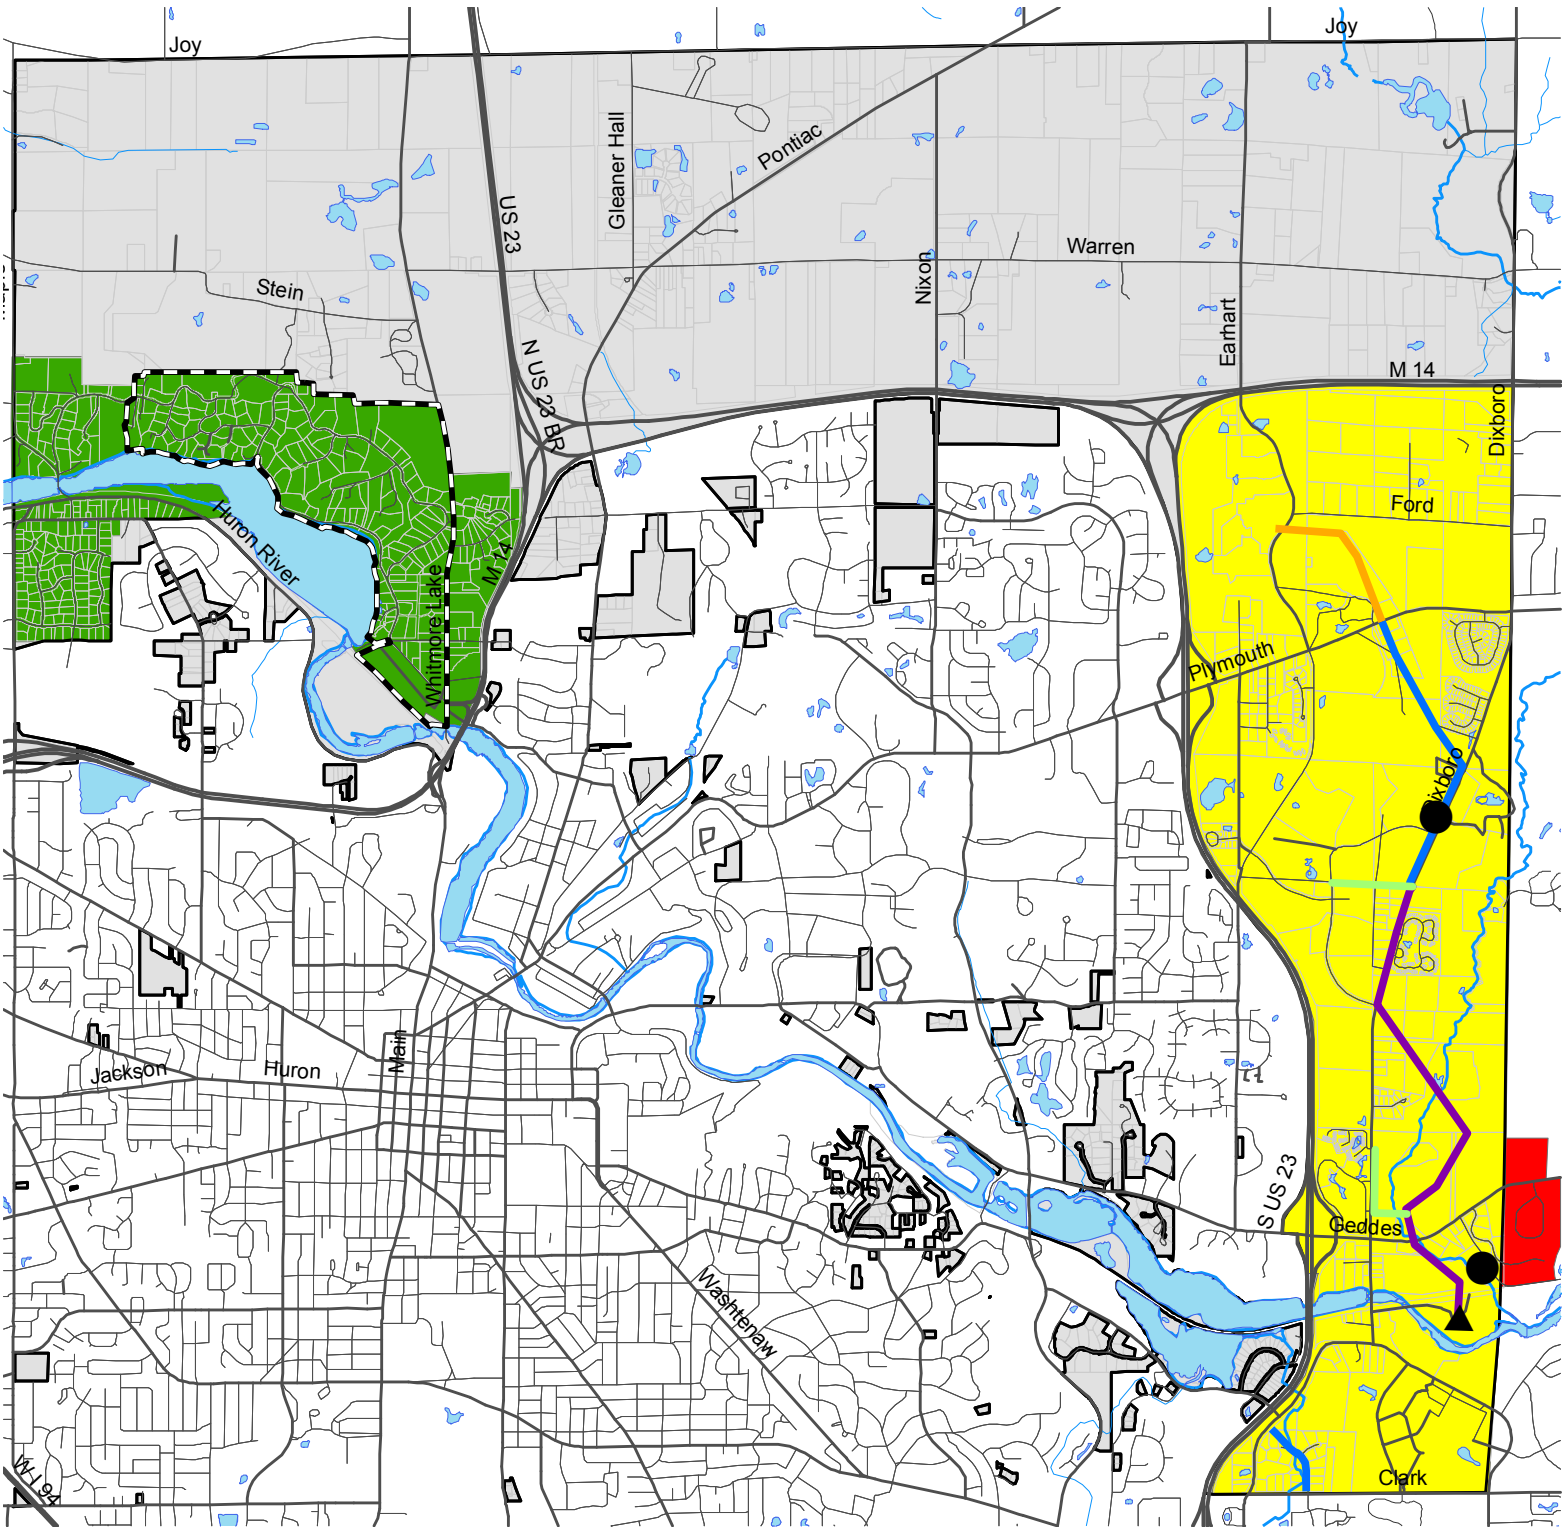 Joy
Joy
Gleaner Hall
Pontiac
US 23
Warren
Nixon
Stein
Earhart
N US 23 BR
M 14
Dixboro
Ford
Huron River
M 14
Whitmore Lake
Plymouth
Main
Jackson
Huron
S US 23
Geddes
Washtenaw
Clark
W I 94